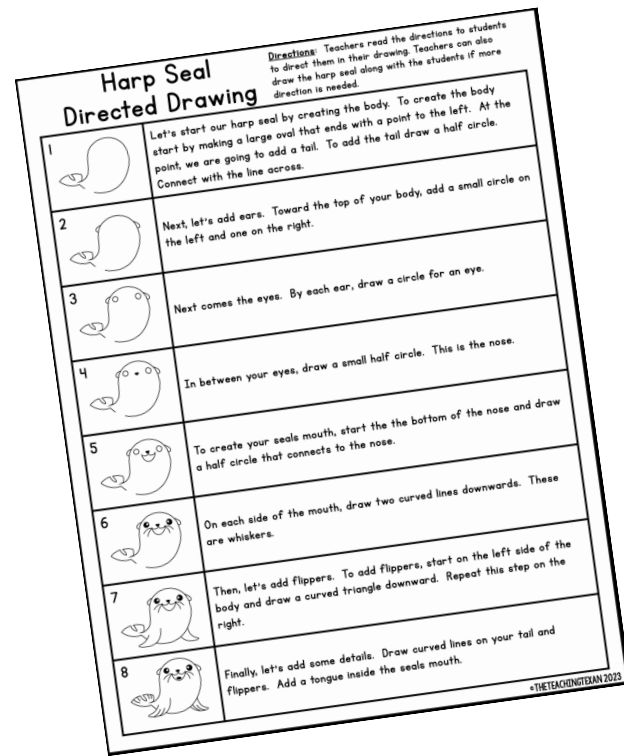 Harp Seal
Directed Drawing
Directions: Teachers read the directions to students
to direct them in their drawing. Teachers can also
draw the harp seal along with the students if more
direction is needed.
1
Let's start our harp seal by creating the body. To create the body
start by making a large oval that ends with a point to the left. At the
point, we are going to add a tail. To add the tail draw a half circle.
Connect with the line across.
2
Next, let's add ears. Toward the top of your body, add a small circle on
the left and one on the right.
3
Next comes the eyes. By each ear, draw a circle for an eye.
4
In between your eyes, draw a small half circle. This is the nose.
5
To create your seals mouth, start the the bottom of the nose and draw
a half circle that connects to the nose.
6
On each side of the mouth, draw two curved lines downwards. These
are whiskers.
7
Then, let's add flippers. To add flippers, start on the left side of the
body and draw a curved triangle downward. Repeat this step on the
right.
8
Finally, let's add some details. Draw curved lines on your tail and
flippers. Add a tongue inside the seals mouth.
©THETEACHINGTEXAN 2023